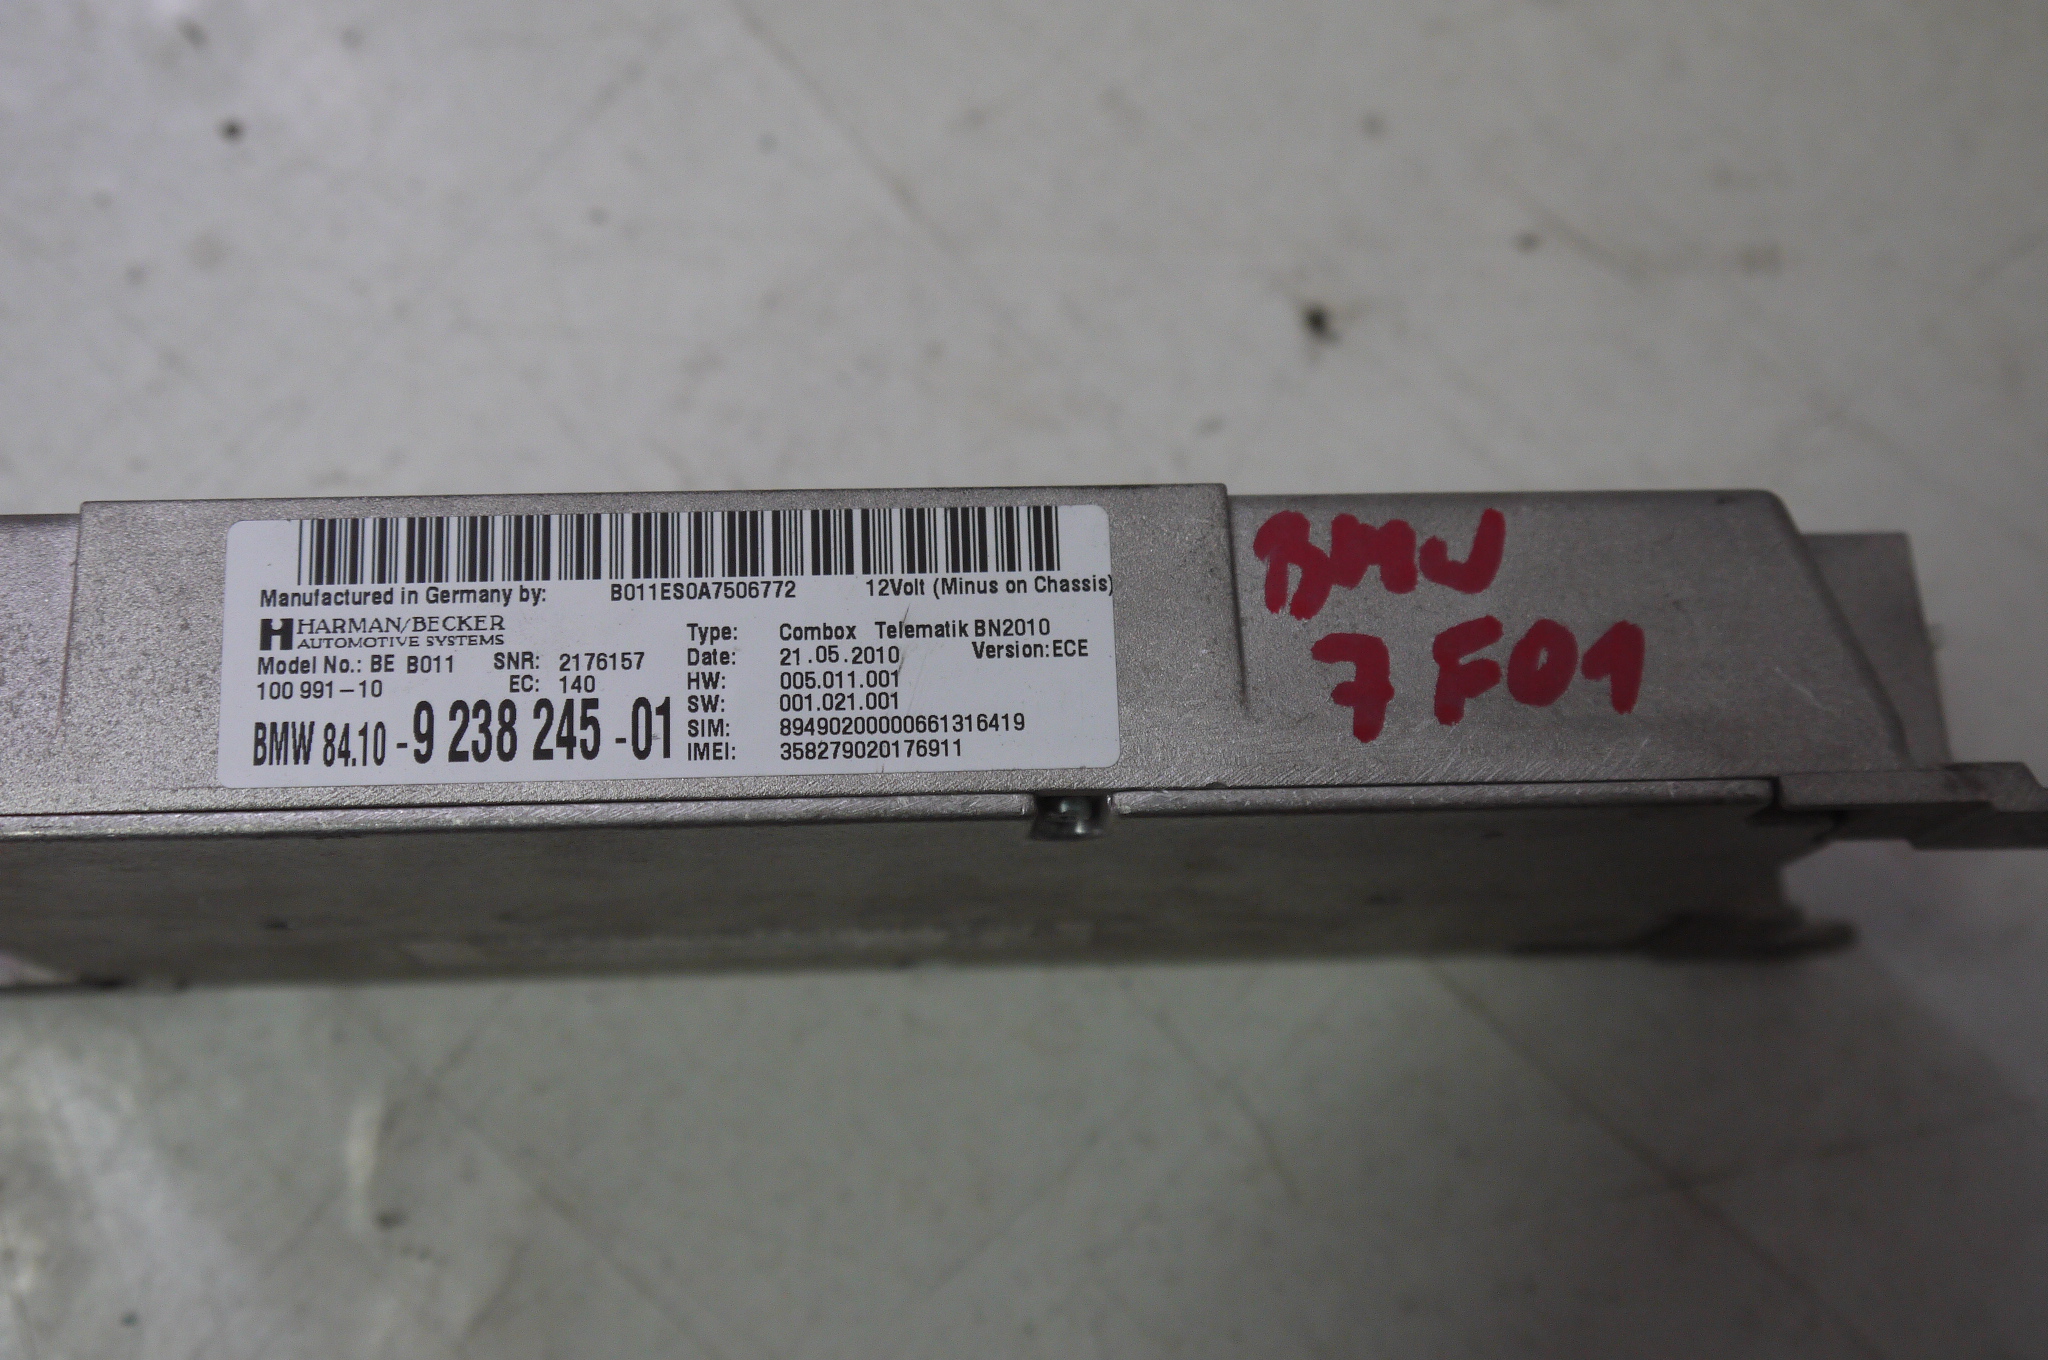 Manufactured in Germany by: B011ES0A7506772 12Volt (Minus on Chassis)
HARMAN/BECKER
AUTOMOTIVE SYSTEMS
Model No.: BE B011 SNR: 2176157
100 991-10 EC: 140
BMW 84.10 -9 238 245 -01
Type: Combox Telematik BN2010
Date: 21.05.2010 Version:ECE
HW: 005.011.001
SW: 001.021.001
SIM: 89490200000661316419
IMEI: 358279020176911
BMW
7 F01